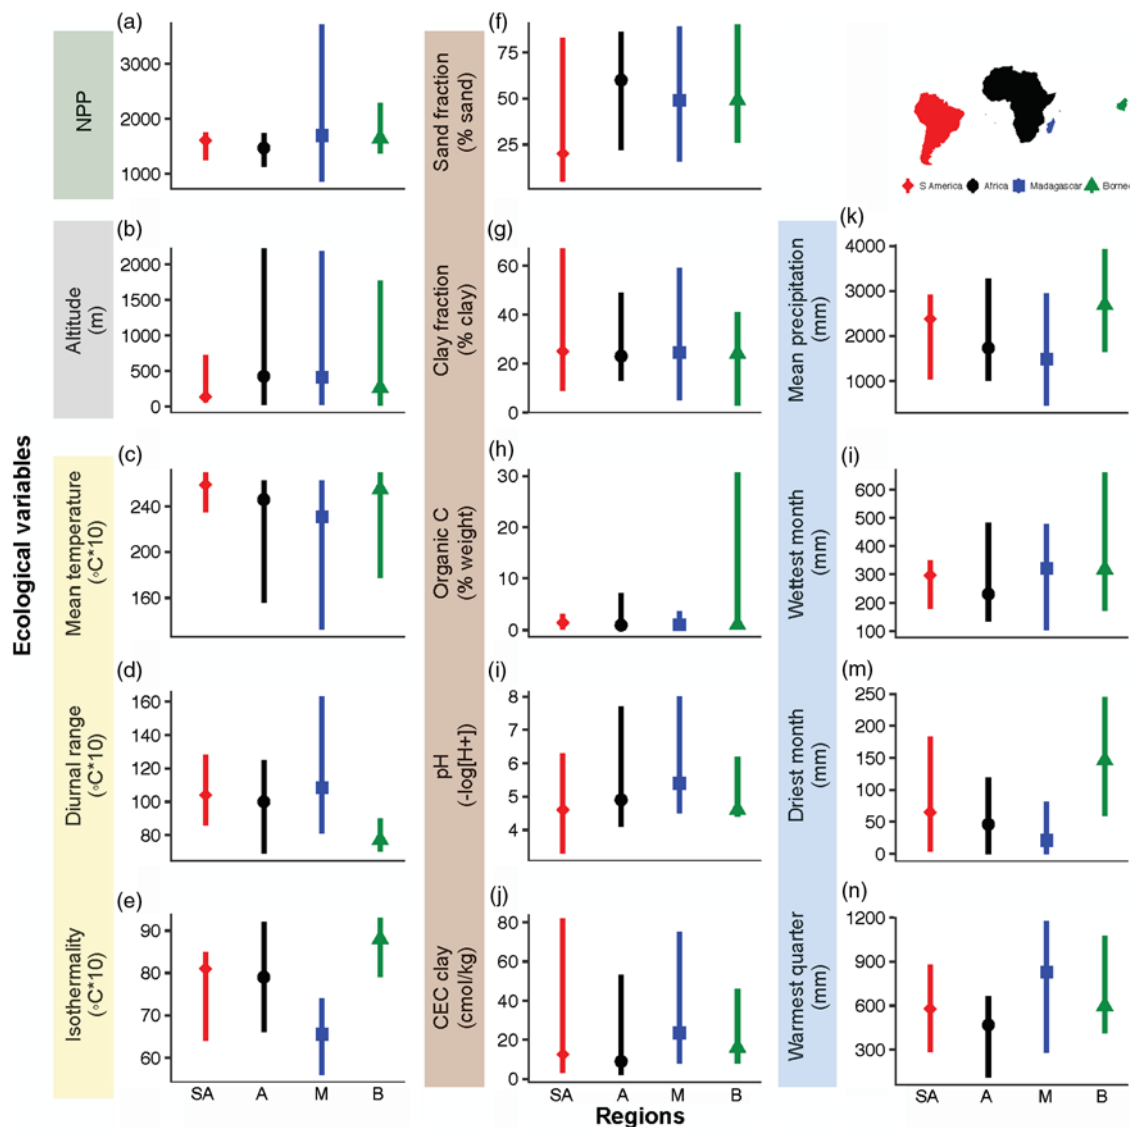 Ecological variables
(a)
NPP
3000
2000
1000
(b)
Altitude
(m)
2000
1500
1000
500
0
(c)
Mean temperature
(◦C*10)
240
200
160
(d)
Diurnal range
(◦C*10)
160
140
120
100
80
(e)
Isothermality
(◦C*10)
90
80
70
60
SA A M B
(f)
Sand fraction
(% sand)
75
50
25
(g)
Clay fraction
(% clay)
60
40
20
0
(h)
Organic C
(% weight)
30
20
10
0
(i)
pH
(-log[H+])
8
7
6
5
4
(j)
CEC clay
(cmol/kg)
80
60
40
20
0
SA A M B
Regions
S America Africa Madagascar Borneo
(k)
Mean precipitation
(mm)
4000
3000
2000
1000
(i)
Wettest month
(mm)
600
500
400
300
200
100
(m)
Driest month
(mm)
250
200
150
100
50
0
(n)
Warmest quarter
(mm)
1200
900
600
300
SA A M B